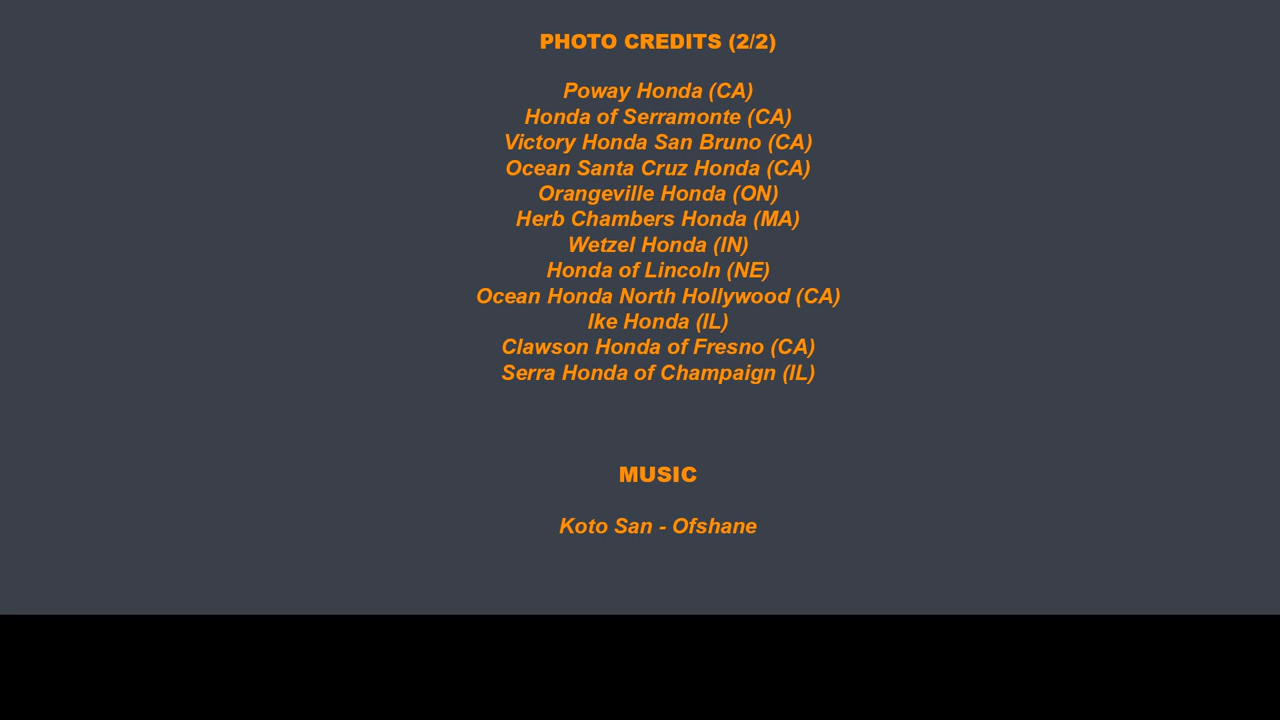 PHOTO CREDITS (2/2)
Poway Honda (CA)
Honda of Serramonte (CA)
Victory Honda San Bruno (CA)
Ocean Santa Cruz Honda (CA)
Orangeville Honda (ON)
Herb Chambers Honda (MA)
Wetzel Honda (IN)
Honda of Lincoln (NE)
Ocean Honda North Hollywood (CA)
Ike Honda (IL)
Clawson Honda of Fresno (CA)
Serra Honda of Champaign (IL)
MUSIC
Koto San - Ofshane